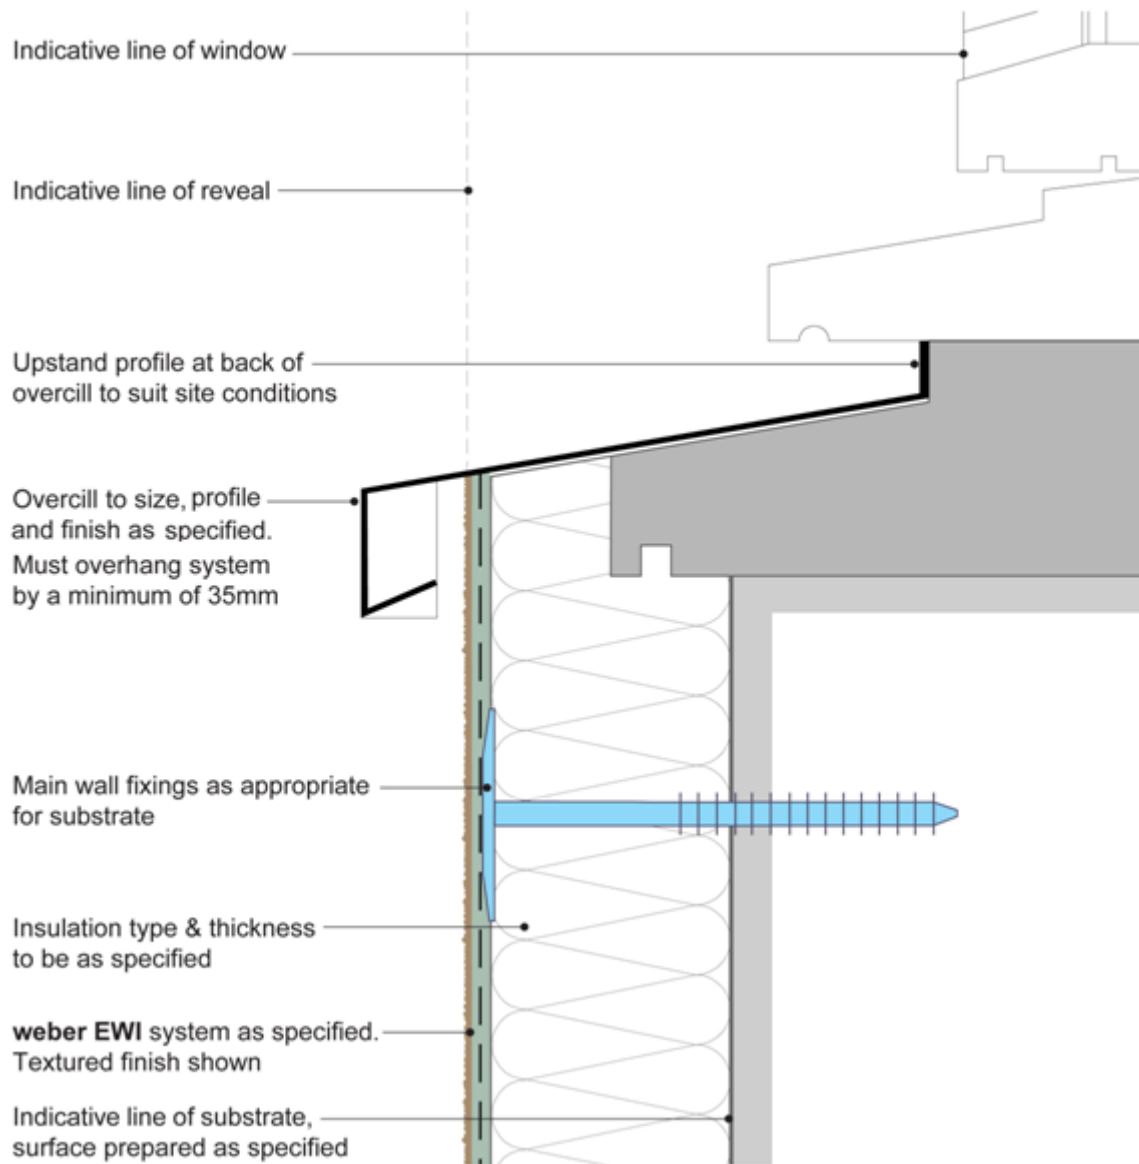 Indicative line of window
Indicative line of reveal
Upstand profile at back of
overcill to suit site conditions
Overcill to size, profile
and finish as specified.
Must overhang system
by a minimum of 35mm
Main wall fixings as appropriate
for substrate
Insulation type & thickness
to be as specified
weber EWI system as specified.
Textured finish shown
Indicative line of substrate,
surface prepared as specified